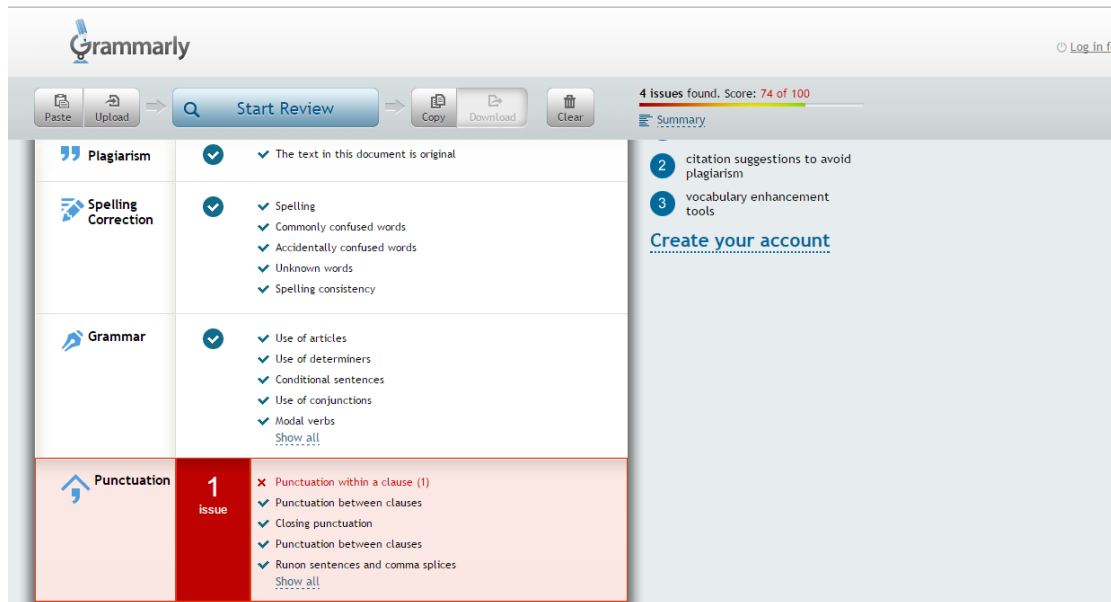 Grammarly
Log in f
Paste
Upload
Start Review
Copy
Download
Clear
4 issues found. Score: 74 of 100
Summary
Plagiarism
The text in this document is original
2
citation suggestions to avoid
plagiarism
3
vocabulary enhancement
tools
Create your account
Spelling
Correction
Spelling
Commonly confused words
Accidentally confused words
Unknown words
Spelling consistency
Grammar
Use of articles
Use of determiners
Conditional sentences
Use of conjunctions
Modal verbs
Show all
Punctuation
1
issue
Punctuation within a clause (1)
Punctuation between clauses
Closing punctuation
Punctuation between clauses
Runon sentences and comma splices
Show all